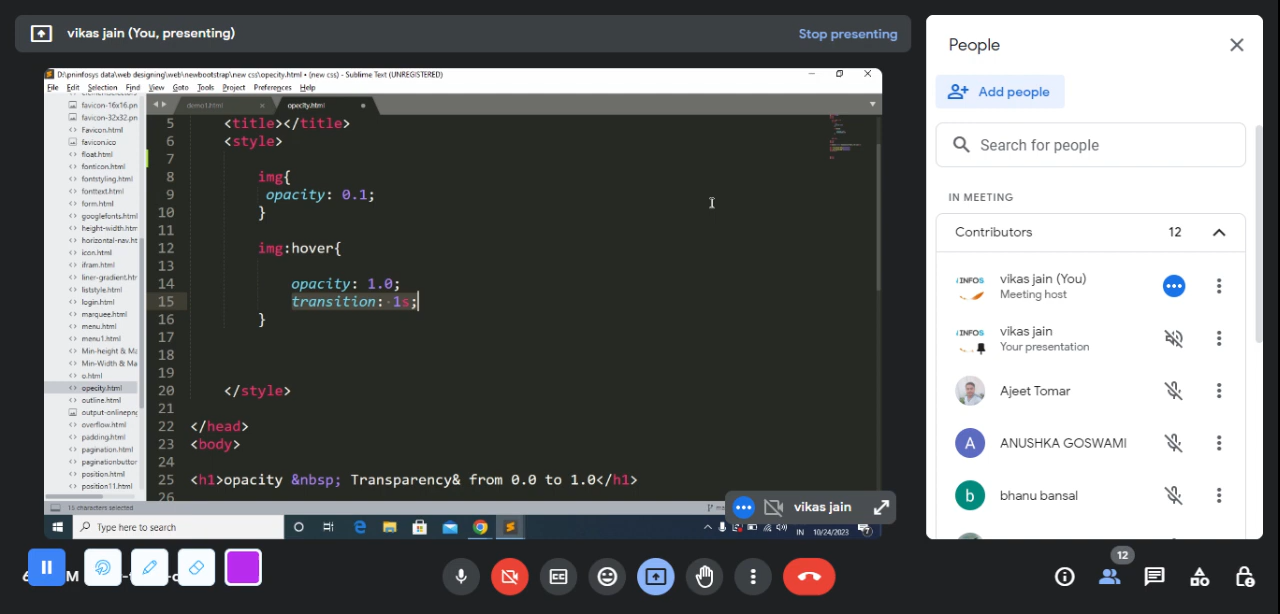 vikas jain (You, presenting)
Stop presenting
D:\pninfosys data\web designing\web\newbootstrap\new css\opecity.html • (new css) - Sublime Text (UNREGISTERED)
File Edit Selection Find View Goto Tools Project Preferences Help
demo1.html
opecity.html
favicon-16x16.pn
favicon-32x32.pn
Favicon.html
favicon.ico
float.html
fonticon.html
fontstyling.html
fonttext.html
form.html
googlefonts.html
height-width.htm
horizontal-nav.ht
icon.html
ifram.html
liner-gradient.htr
liststyle.html
login.html
marquee.html
menu.html
menu1.html
Min-height & Ma
Min-Width & Ma
o.html
opecity.html
outline.html
output-onlinepn
overflow.html
padding.html
pagination.html
paginationbuttor
position.html
position11.html
5 <title></title>
6 <style>
7
8 img{
9 opacity: 0.1;
10 }
11
12 img:hover{
13
14 opacity: 1.0;
15 transition: 1s;
16 }
17
18
19
20 </style>
21
22 </head>
23 <body>
24
25 <h1>opacity &nbsp; Transparency& from 0.0 to 1.0</h1>
26
15 characters selected
vikas jain
Type here to search
IN 10/24/2023
People
Add people
Search for people
IN MEETING
Contributors 12
INFOS
vikas jain (You)
Meeting host
INFOS
vikas jain
Your presentation
Ajeet Tomar
A ANUSHKA GOSWAMI
b bhanu bansal
12